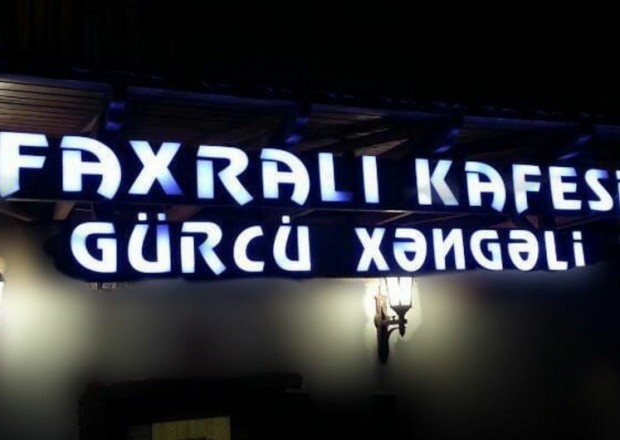 FAXRALI KAFESi
GÜRCÜ XƏNGƏLİ